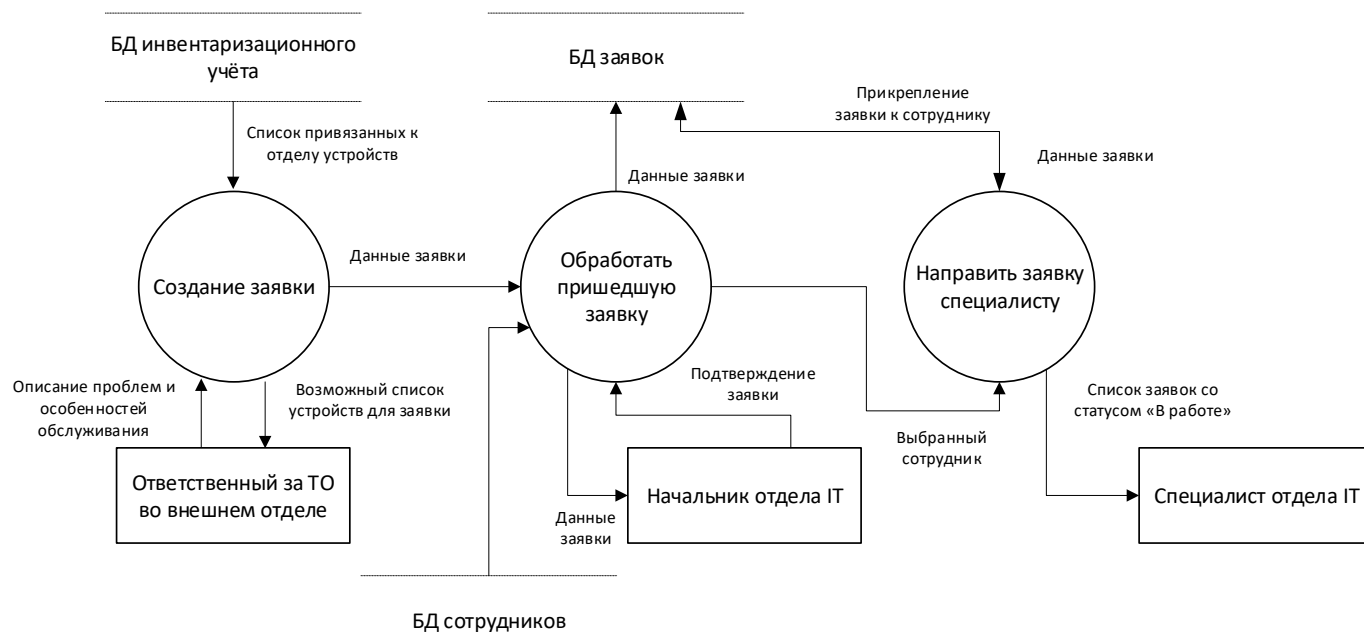 БД инвентаризационного
учёта
БД заявок
Прикрепление
заявки к сотруднику
Список привязанных к
отделу устройств
Данные заявки
Данные заявки
Данные заявки
Создание заявки
Обработать
пришедшую
заявку
Направить заявку
специалисту
Описание проблем и
особенностей
обслуживания
Возможный список
устройств для заявки
Подтверждение
заявки
Список заявок со
статусом «В работе»
Выбранный
сотрудник
Ответственный за ТО
во внешнем отделе
Начальник отдела IT
Специалист отдела IT
Данные
заявки
БД сотрудников